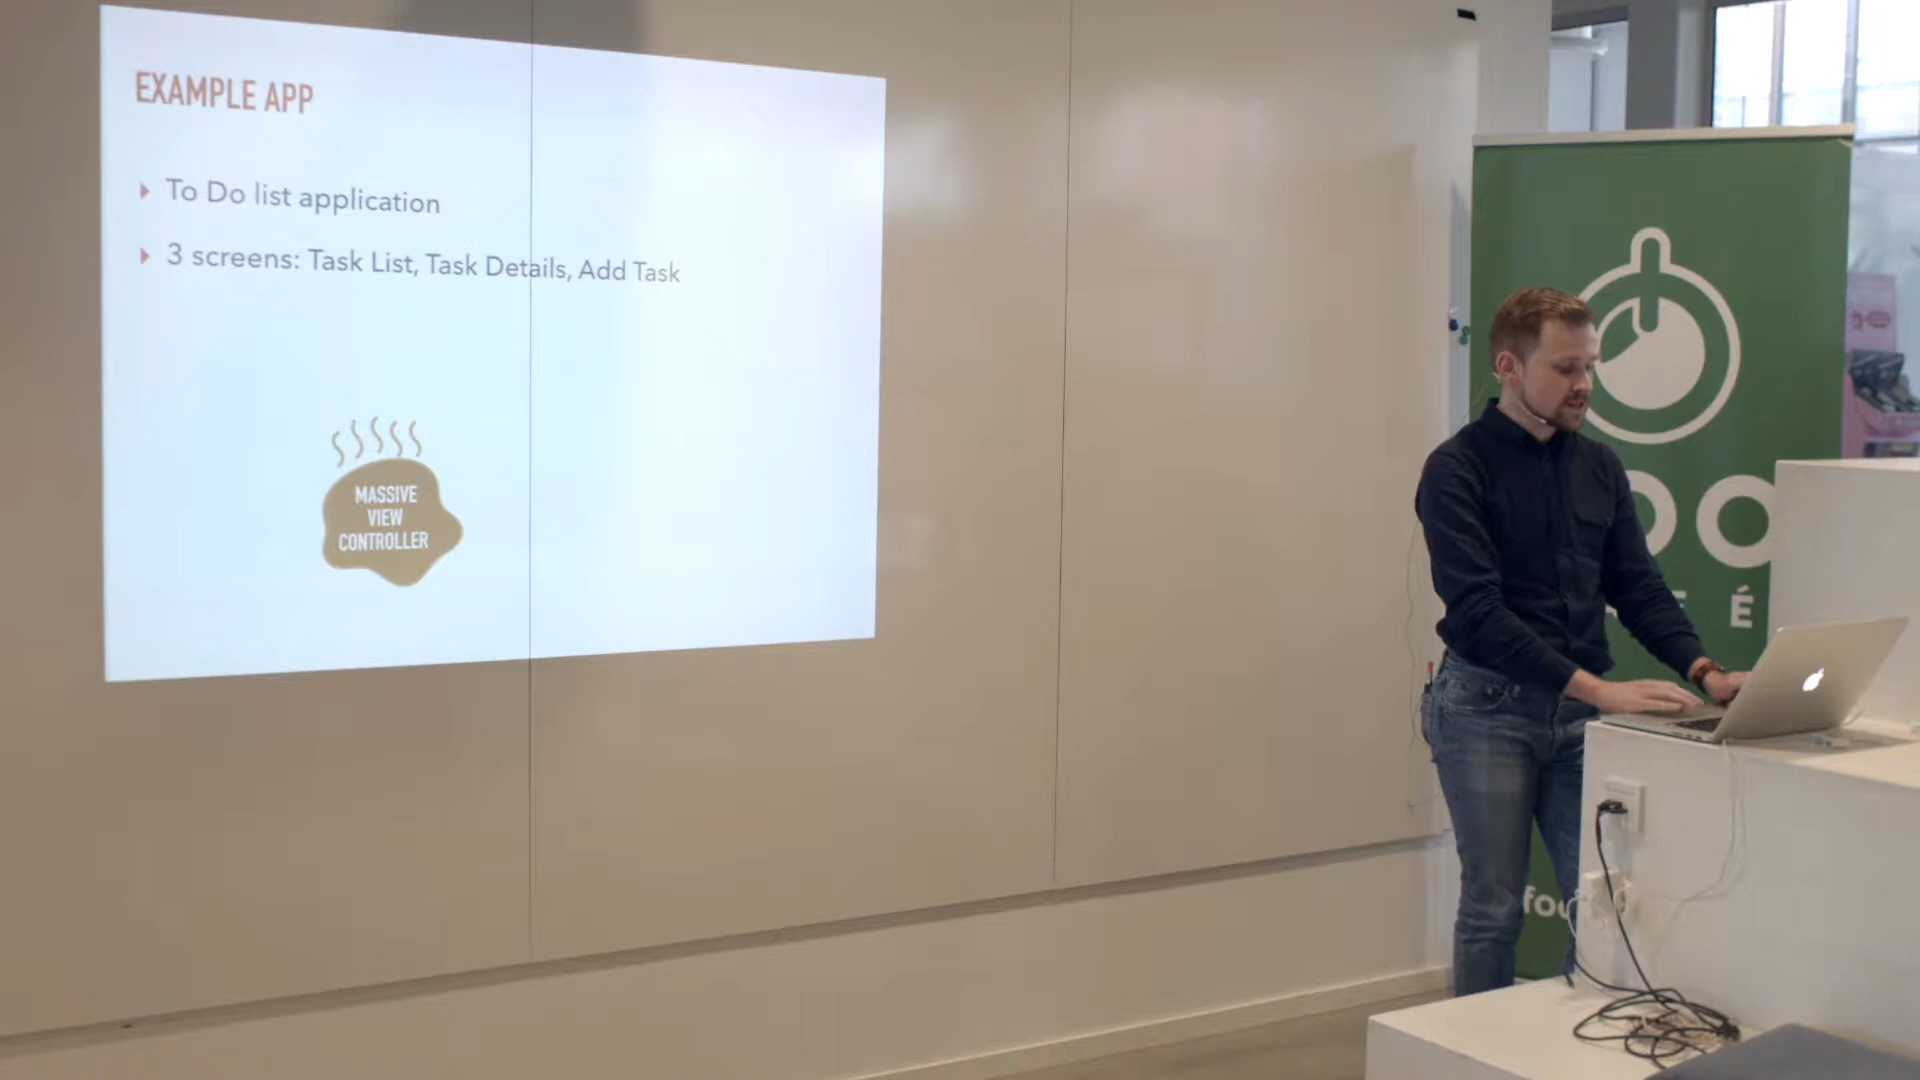 EXAMPLE APP
To Do list application
3 screens: Task List, Task Details, Add Task
MASSIVE
VIEW
CONTROLLER
É